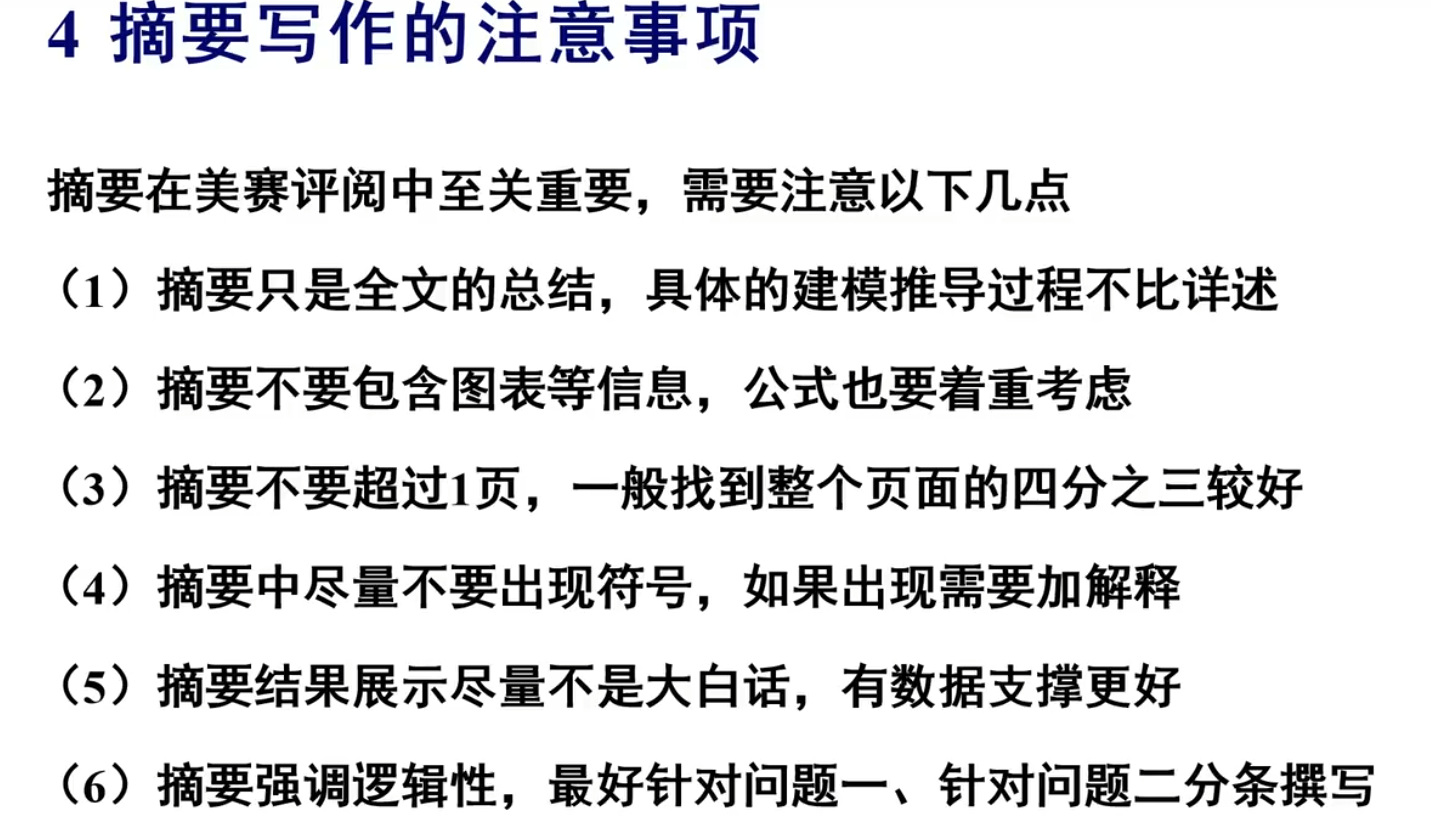 4 摘要写作的注意事项
摘要在美赛评阅中至关重要，需要注意以下几点
（1）摘要只是全文的总结，具体的建模推导过程不比详述
（2）摘要不要包含图表等信息，公式也要着重考虑
（3）摘要不要超过1页，一般找到整个页面的四分之三较好
（4）摘要中尽量不要出现符号，如果出现需要加解释
（5）摘要结果展示尽量不是大白话，有数据支撑更好
（6）摘要强调逻辑性，最好针对问题一、针对问题二分条撰写